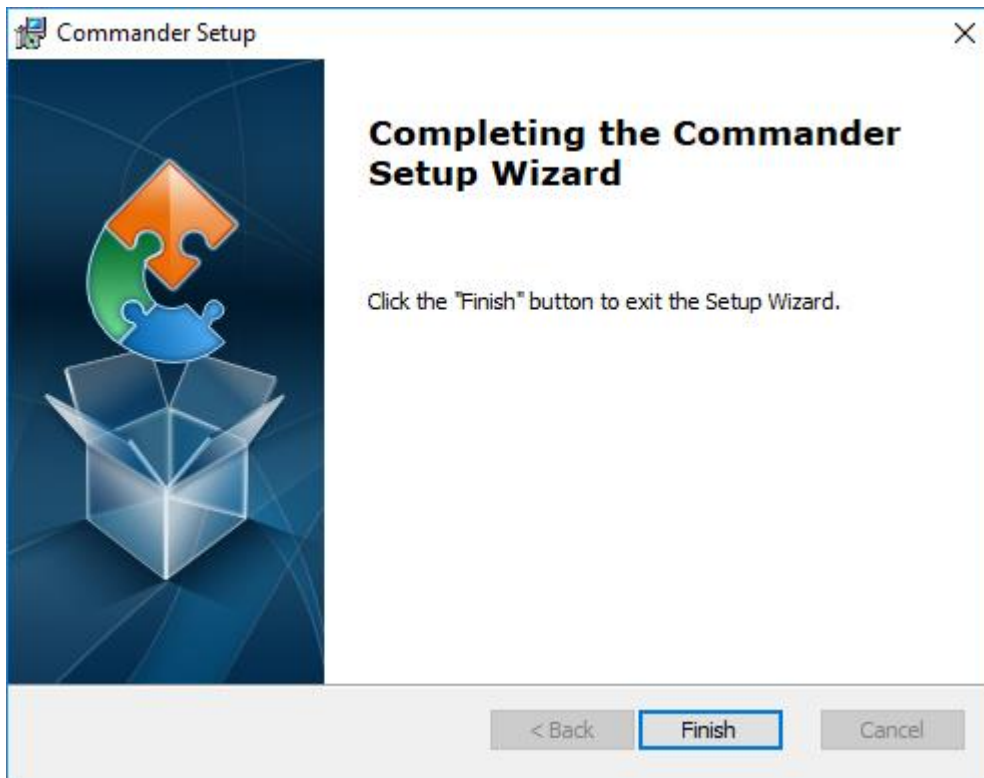 Commander Setup
Completing the Commander
Setup Wizard
Click the "Finish" button to exit the Setup Wizard.
< Back Finish Cancel